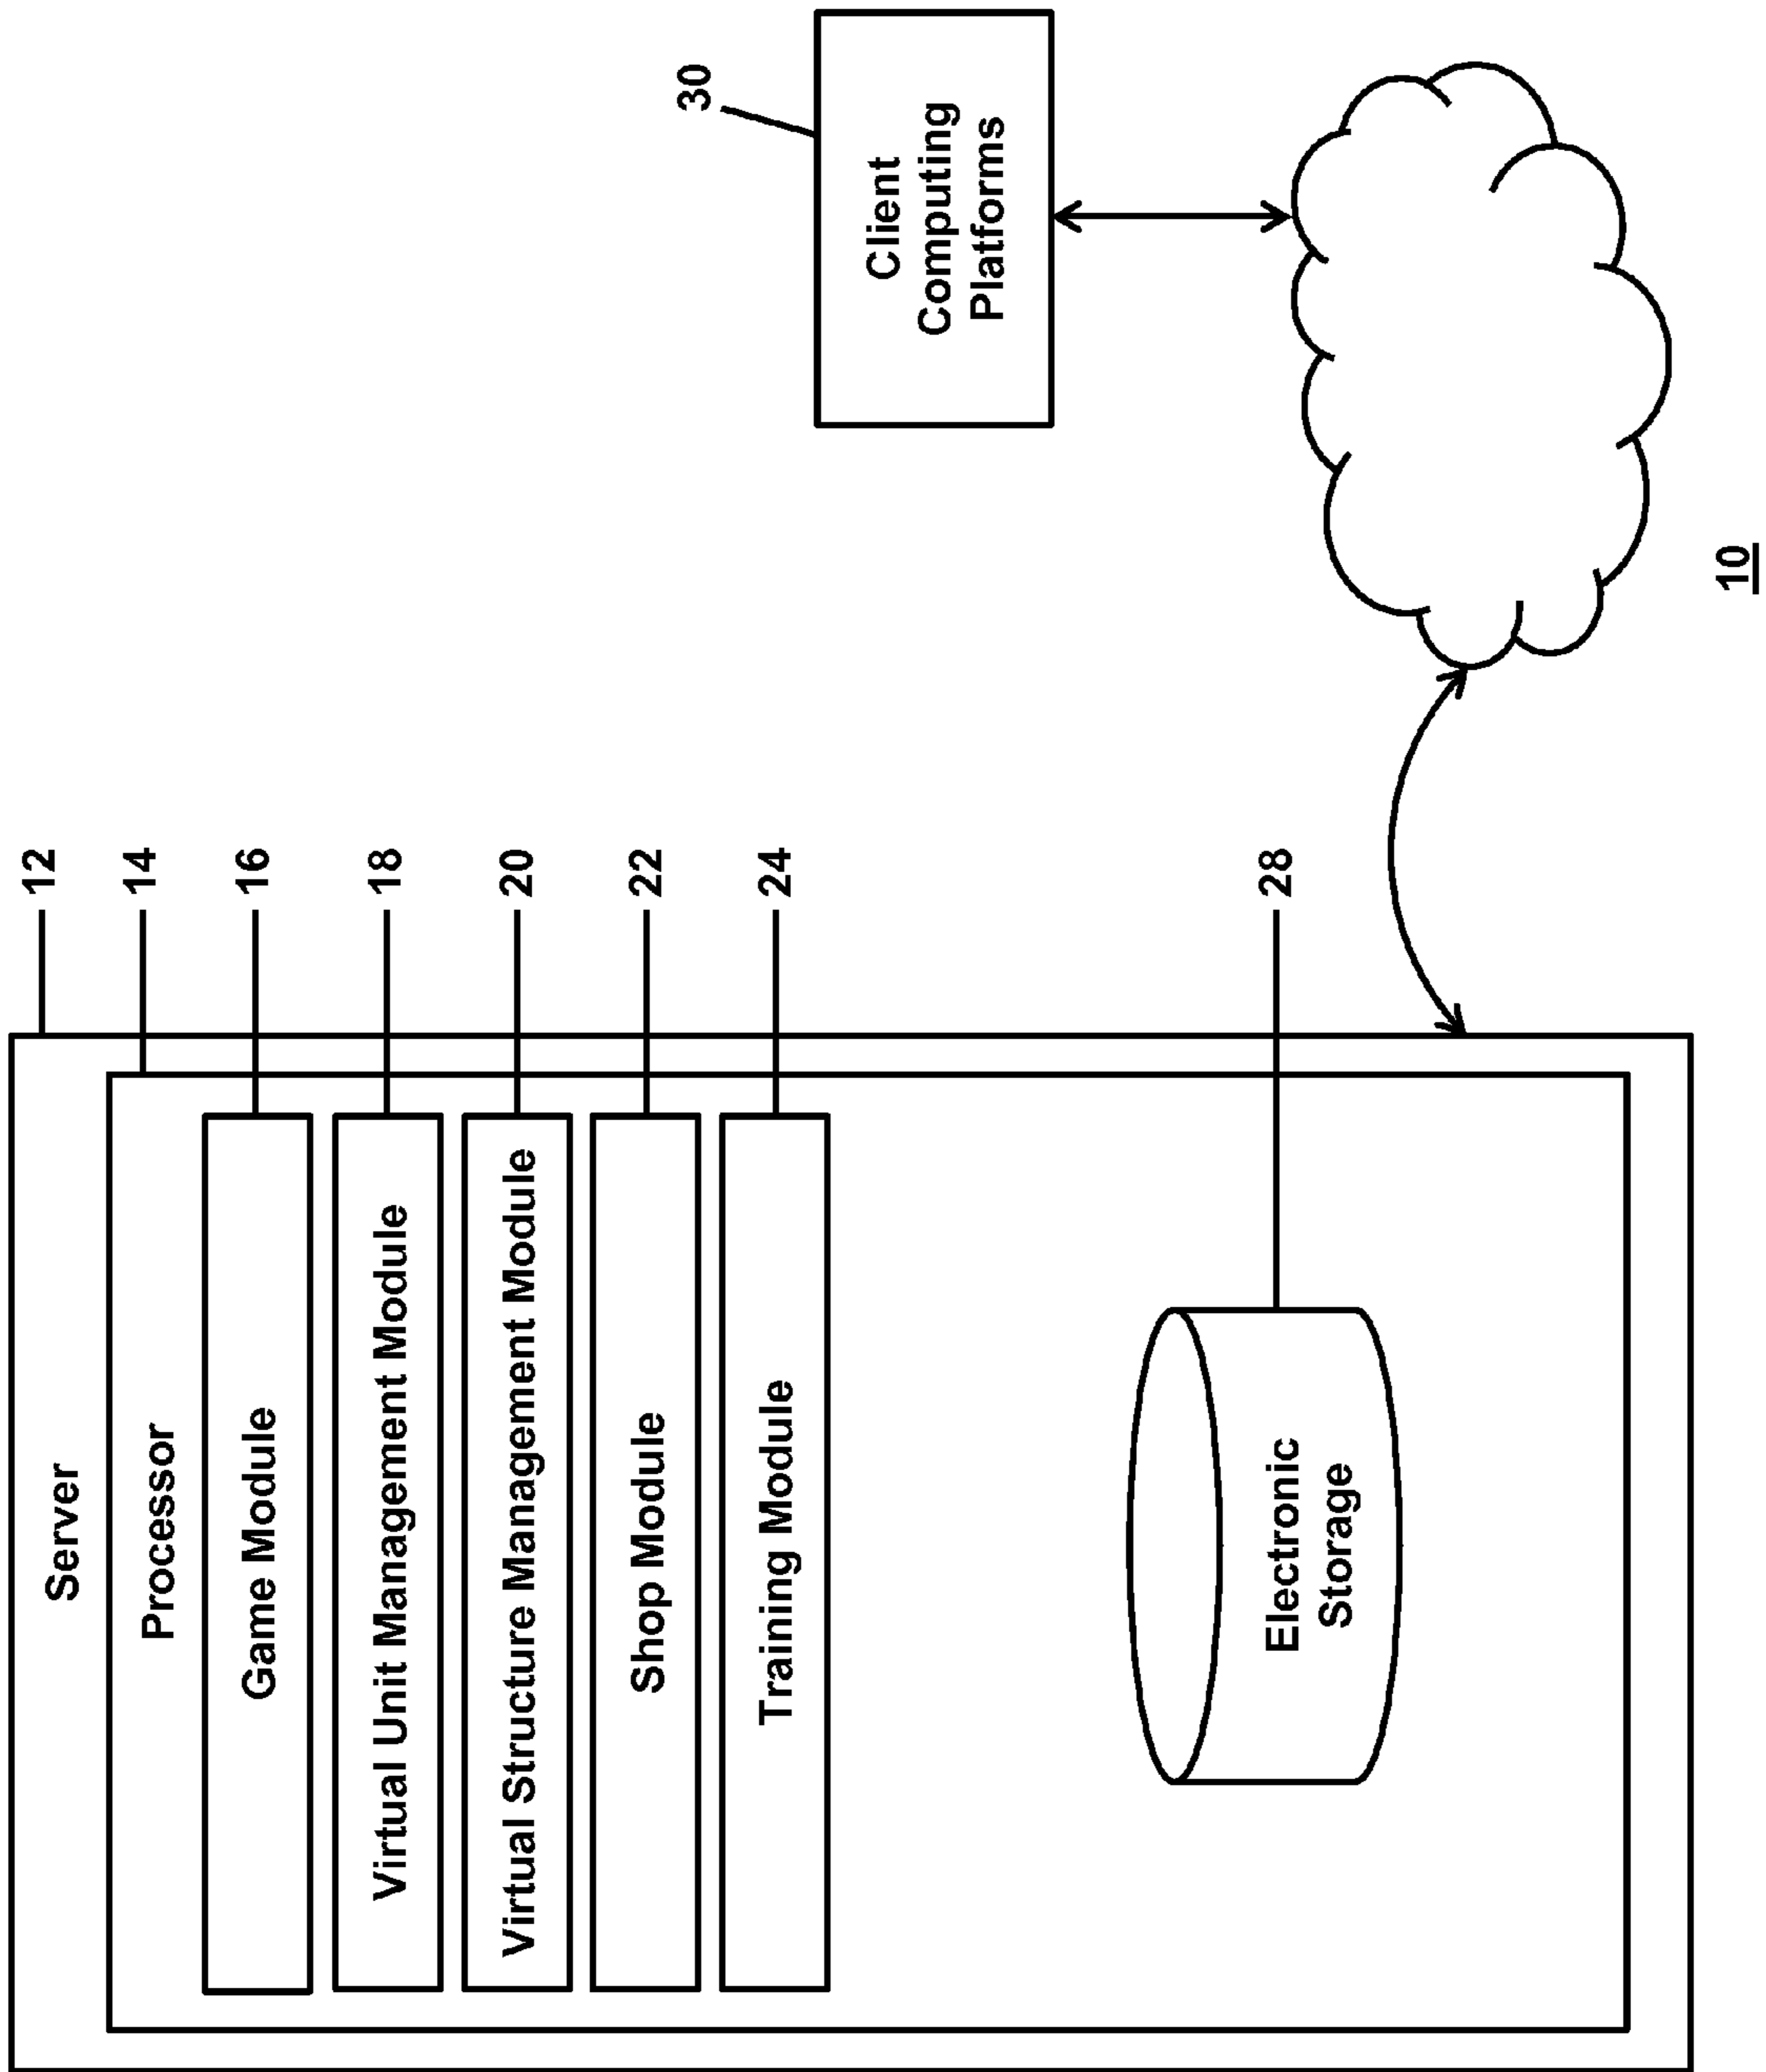 Server
12
Processor
14
Game Module
16
Virtual Unit Management Module
18
Virtual Structure Management Module
20
Shop Module
22
Training Module
24
Electronic
Storage
28
30
Client
Computing
Platforms
10